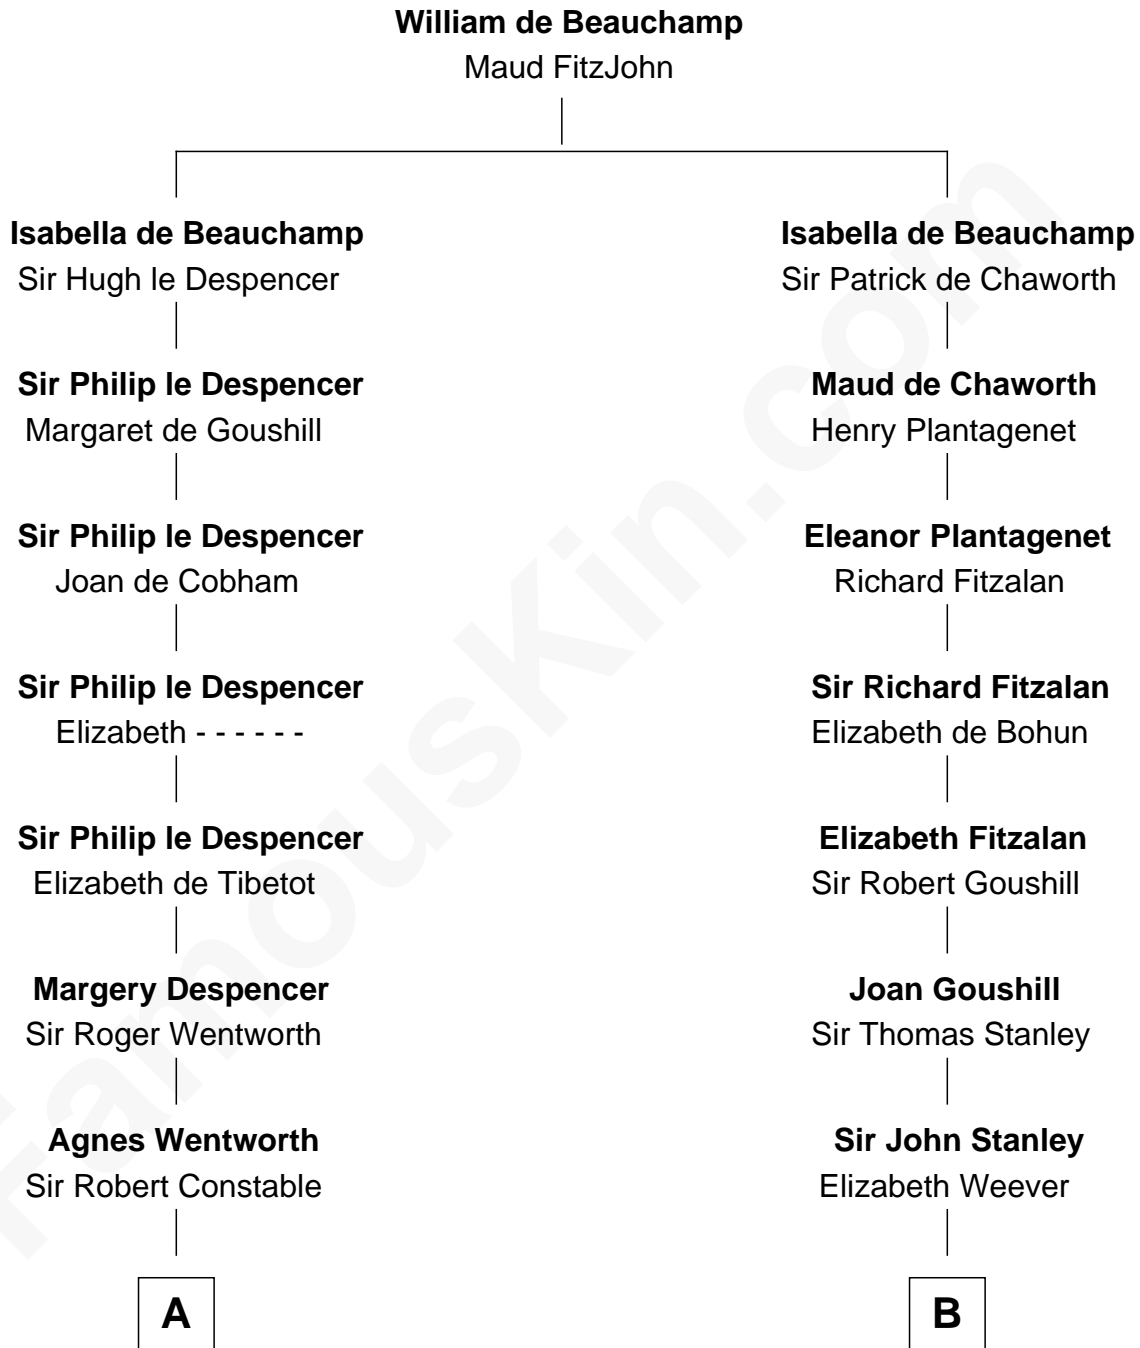 William de Beauchamp
Maud FitzJohn
Isabella de Beauchamp
Sir Hugh le Despencer
Isabella de Beauchamp
Sir Patrick de Chaworth
Sir Philip le Despencer
Margaret de Goushill
Maud de Chaworth
Henry Plantagenet
Sir Philip le Despencer
Joan de Cobham
Eleanor Plantagenet
Richard Fitzalan
Sir Philip le Despencer
Elizabeth - - - - - -
Sir Richard Fitzalan
Elizabeth de Bohun
Sir Philip le Despencer
Elizabeth de Tibetot
Elizabeth Fitzalan
Sir Robert Goushill
Margery Despencer
Sir Roger Wentworth
Joan Goushill
Sir Thomas Stanley
Agnes Wentworth
Sir Robert Constable
Sir John Stanley
Elizabeth Weever
A
B
FamousKin.com